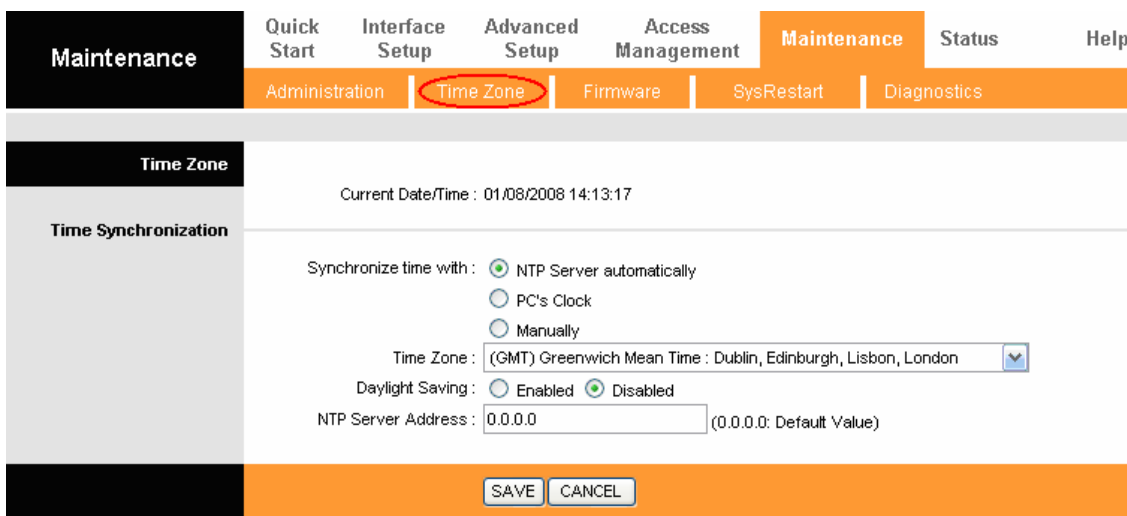 Maintenance
Quick Start
Interface Setup
Advanced Setup
Access Management
Maintenance
Status
Help
Administration
Time Zone
Firmware
SysRestart
Diagnostics
Time Zone
Current Date/Time : 01/08/2008 14:13:17
Time Synchronization
Synchronize time with : NTP Server automatically
PC's Clock
Manually
Time Zone : (GMT) Greenwich Mean Time : Dublin, Edinburgh, Lisbon, London
Daylight Saving : Enabled Disabled
NTP Server Address : 0.0.0.0 (0.0.0.0: Default Value)
SAVE CANCEL